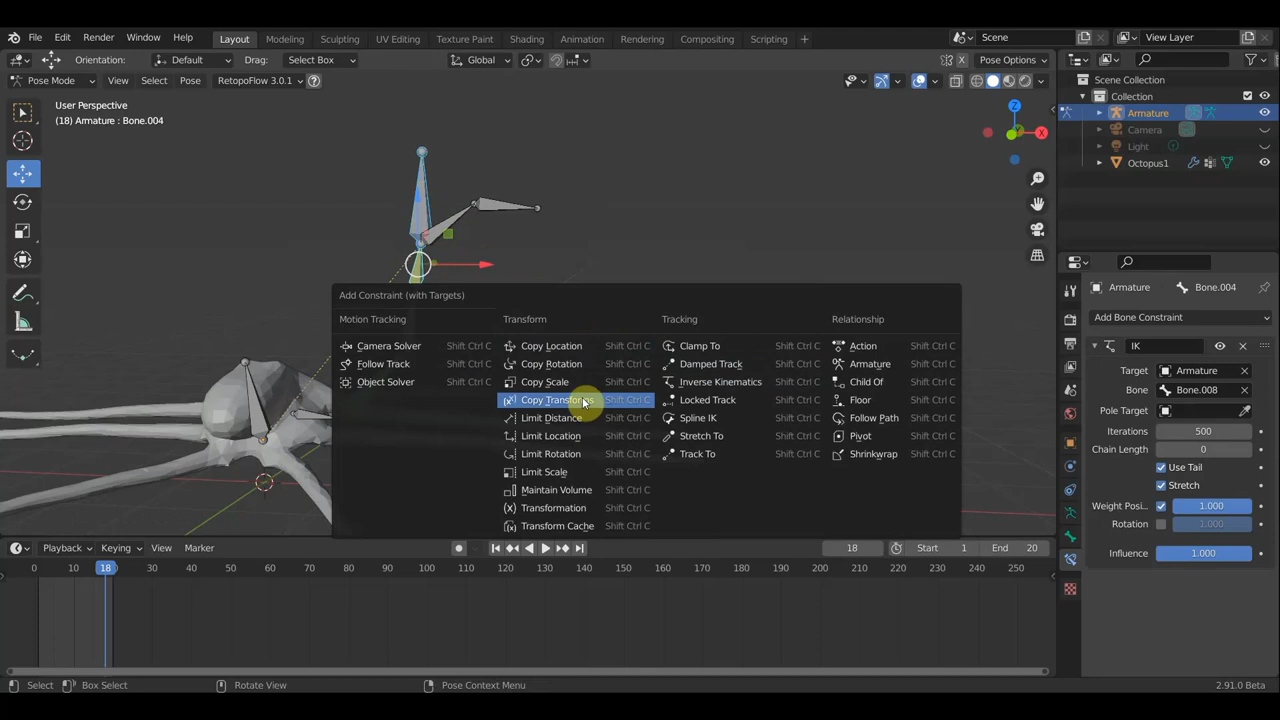 File Edit Render Window Help Layout Modeling Sculpting UV Editing Texture Paint Shading Animation Rendering Compositing Scripting + Scene View Layer
Orientation: Default Drag: Select Box Global X Pose Options
Pose Mode View Select Pose RetopoFlow 3.0.1 ?
Scene Collection
Collection
Armature
Camera
Light
Octopus1
User Perspective
(18) Armature : Bone.004
Z
X
Add Constraint (with Targets)
Motion Tracking Transform Tracking Relationship
Camera Solver Shift Ctrl C Copy Location Shift Ctrl C Clamp To Shift Ctrl C Action Shift Ctrl C
Follow Track Shift Ctrl C Copy Rotation Shift Ctrl C Damped Track Shift Ctrl C Armature Shift Ctrl C
Object Solver Shift Ctrl C Copy Scale Shift Ctrl C Inverse Kinematics Shift Ctrl C Child Of Shift Ctrl C
Copy Transforms Shift Ctrl C Locked Track Shift Ctrl C Floor Shift Ctrl C
Limit Distance Shift Ctrl C Spline IK Shift Ctrl C Follow Path Shift Ctrl C
Limit Location Shift Ctrl C Stretch To Shift Ctrl C Pivot Shift Ctrl C
Limit Rotation Shift Ctrl C Track To Shift Ctrl C Shrinkwrap Shift Ctrl C
Limit Scale Shift Ctrl C
Maintain Volume Shift Ctrl C
Transformation Shift Ctrl C
Transform Cache Shift Ctrl C
Armature Bone.004
Add Bone Constraint
IK
Target Armature
Bone Bone.008
Pole Target
Iterations 500
Chain Length 0
Use Tail
Stretch
Weight Posi... 1.000
Rotation 1.000
Influence 1.000
Playback Keying View Marker 18 Start 1 End 20
0 10 18 30 40 50 60 70 80 90 100 110 120 130 140 150 160 170 180 190 200 210 220 230 240 250
Select Box Select Rotate View Pose Context Menu 2.91.0 Beta